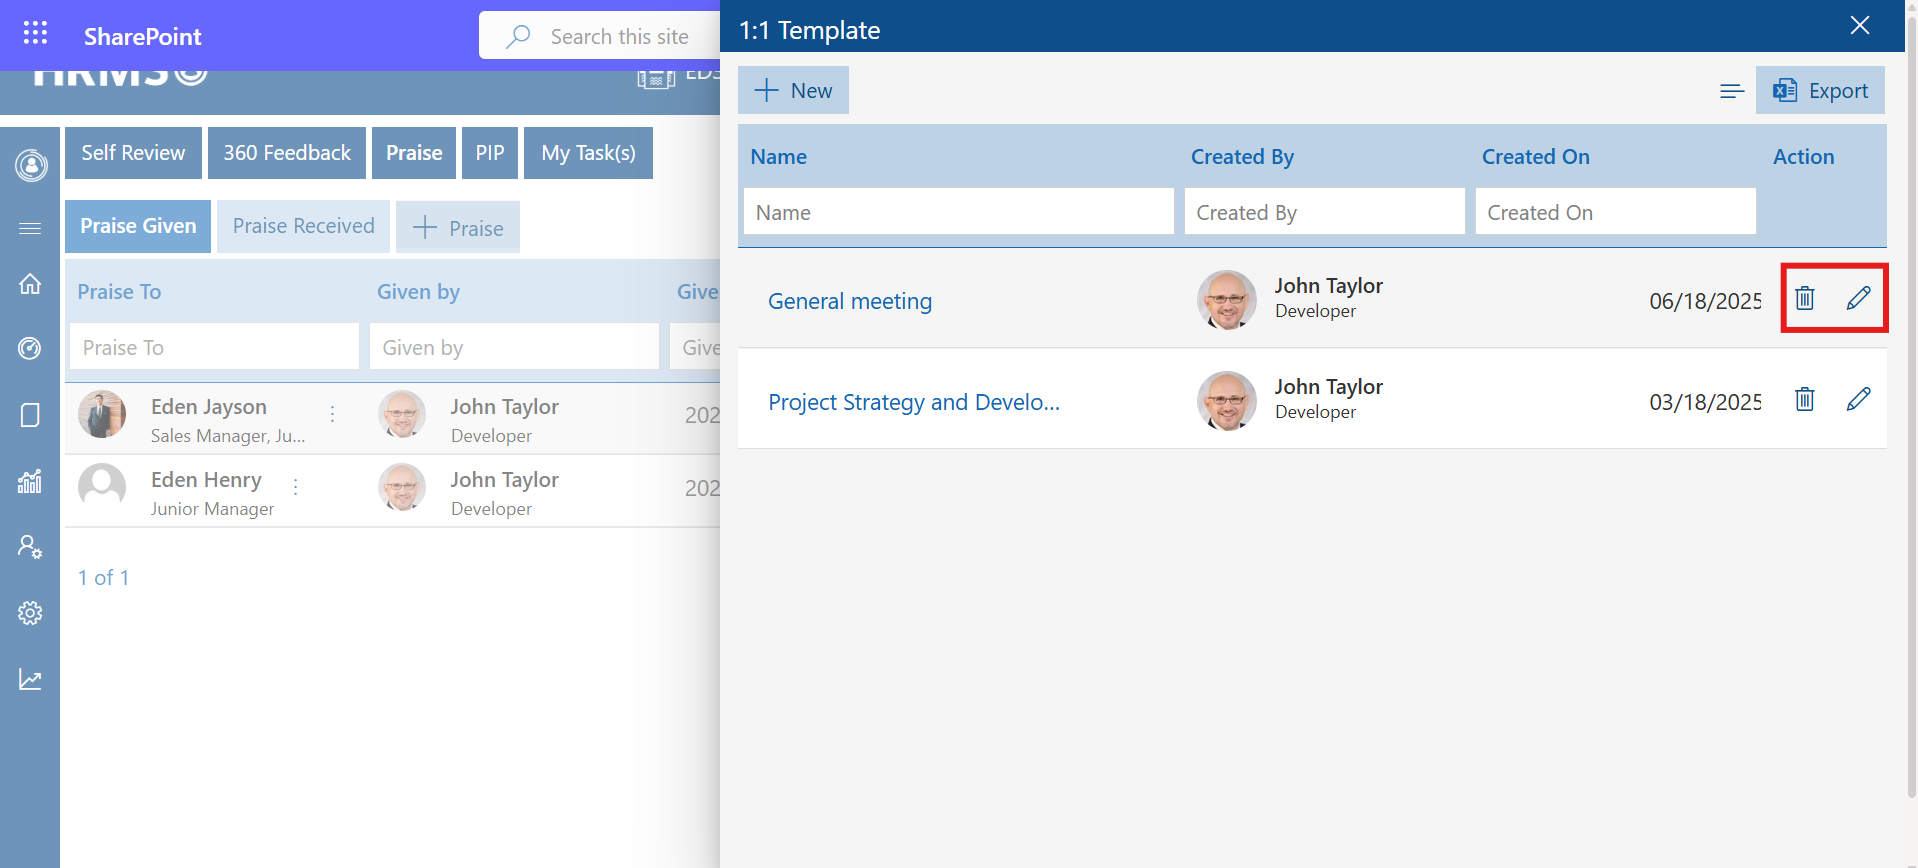 SharePoint
Search this site
HRMS
EDS
Self Review
360 Feedback
Praise
PIP
My Task(s)
Praise Given
Praise Received
Praise
Praise To
Given by
Give
Praise To
Given by
Give
Eden Jayson
Sales Manager, Ju...
John Taylor
Developer
202
Eden Henry
Junior Manager
John Taylor
Developer
202
1 of 1
1:1 Template
New
Export
Name
Created By
Created On
Action
Name
Created By
Created On
General meeting
John Taylor
Developer
06/18/2025
Project Strategy and Develo...
John Taylor
Developer
03/18/2025